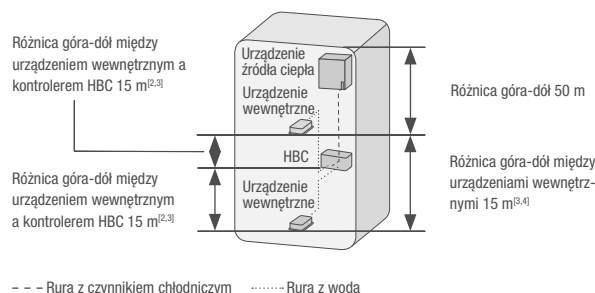 Różnica góra-dół między
urządzeniem wewnętrznym a
kontrolerem HBC 15 m[2,3]
Różnica góra-dół między
urządzeniem wewnętrznym
a kontrolerem HBC 15 m[2,3]
Urządzenie
źródła ciepła
Urządzenie
wewnętrzne
HBC
Urządzenie
wewnętrzne
Różnica góra-dół 50 m
Różnica góra-dół między
urządzeniami wewnętrz-
nymi 15 m[3,4]
Rura z czynnikiem chłodniczym
Rura z woda